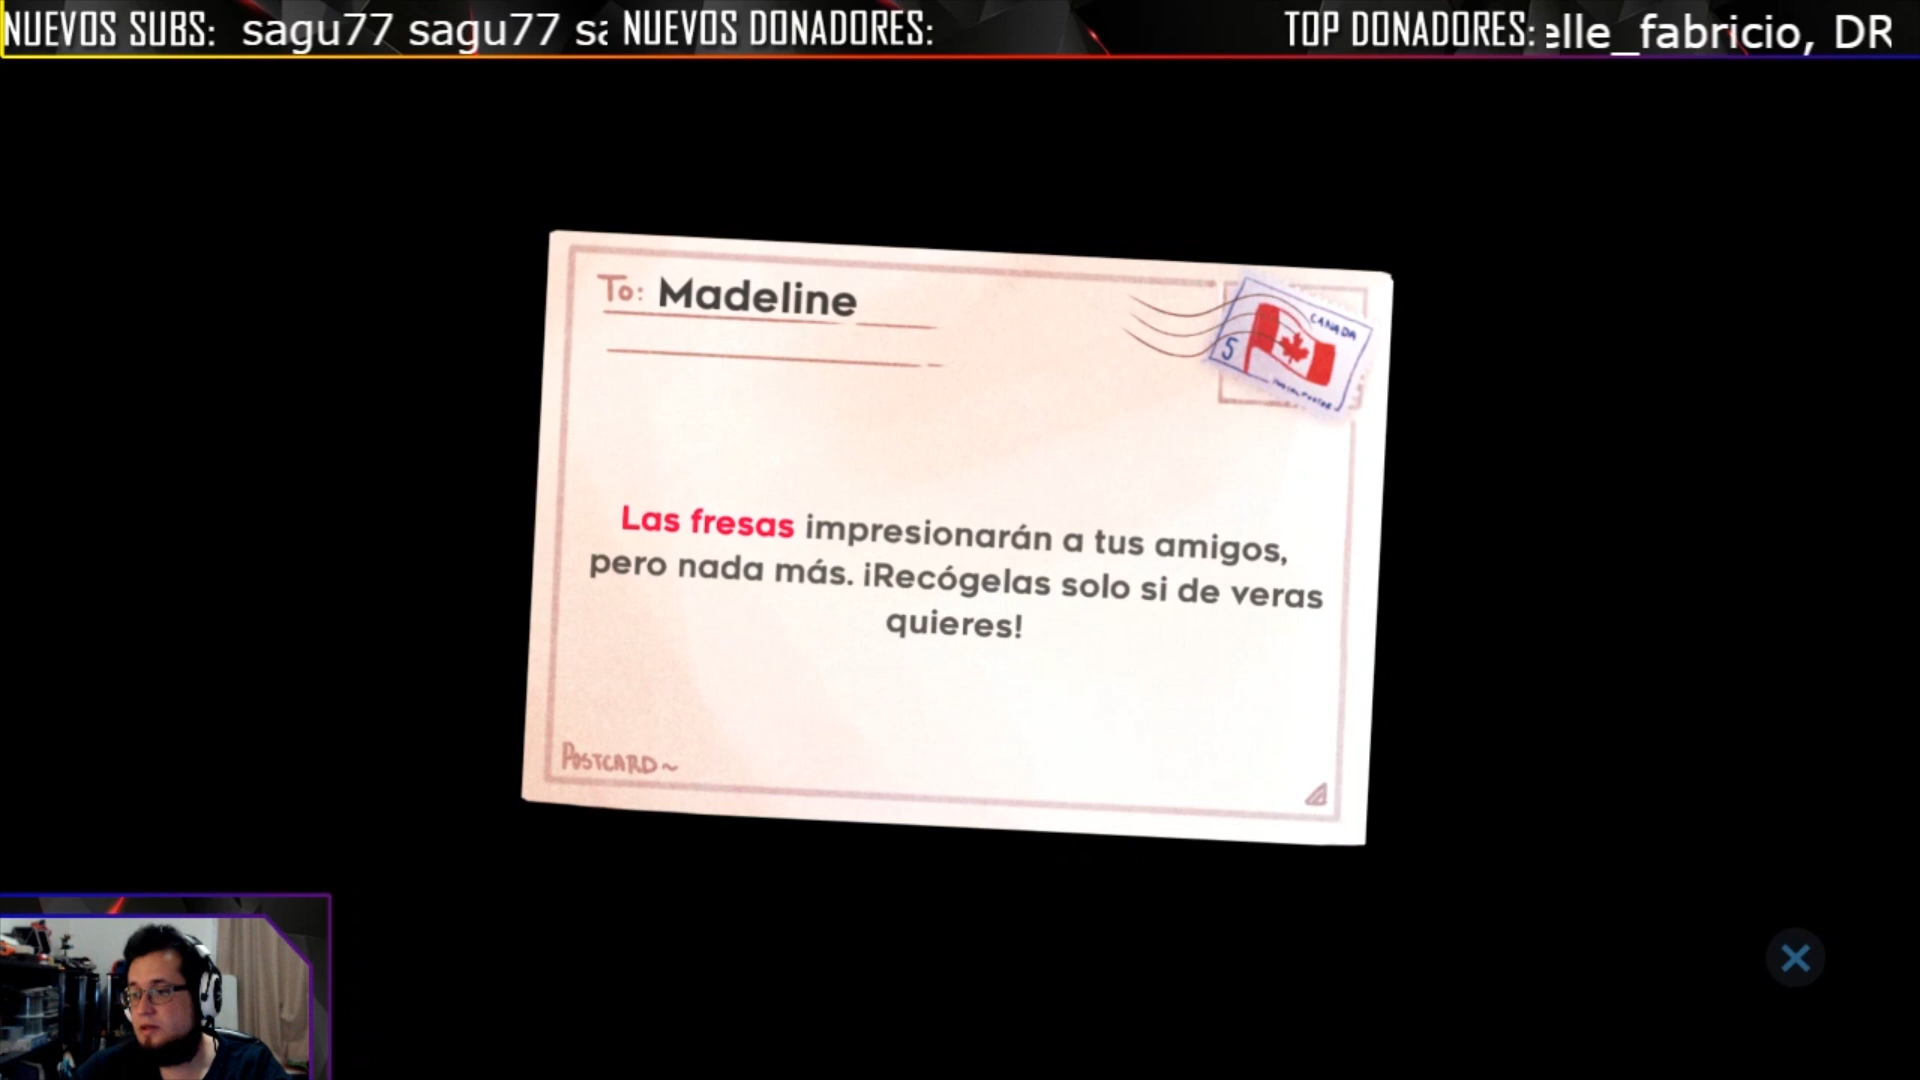 NUEVOS SUBS: sagu77 sagu77 NUEVOS DONADORES: TOP DONADORES: elle_fabricio, DR
To: Madeline
CANADA
5
Las fresas impresionarán a tus amigos,
pero nada más. ¡Recógelas solo si de veras
quieres!
POSTCARD~